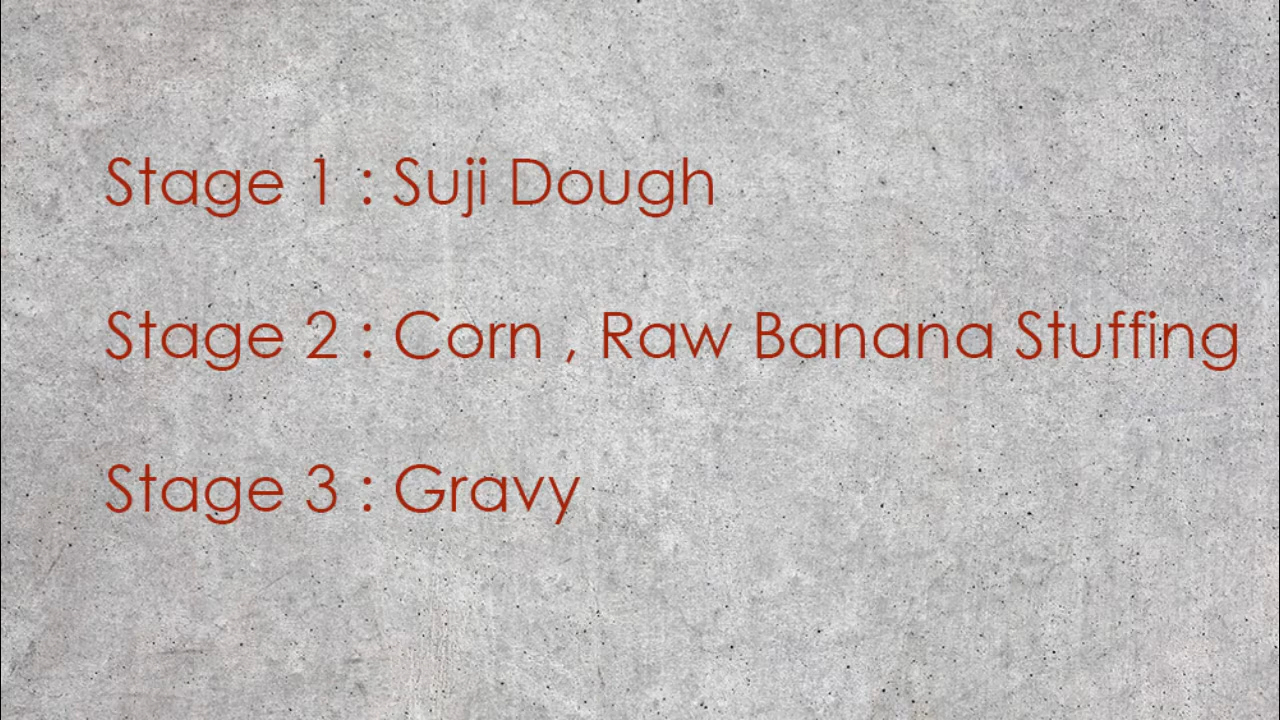 Stage 1 : Suji Dough
Stage 2 : Corn , Raw Banana Stuffing
Stage 3 : Gravy